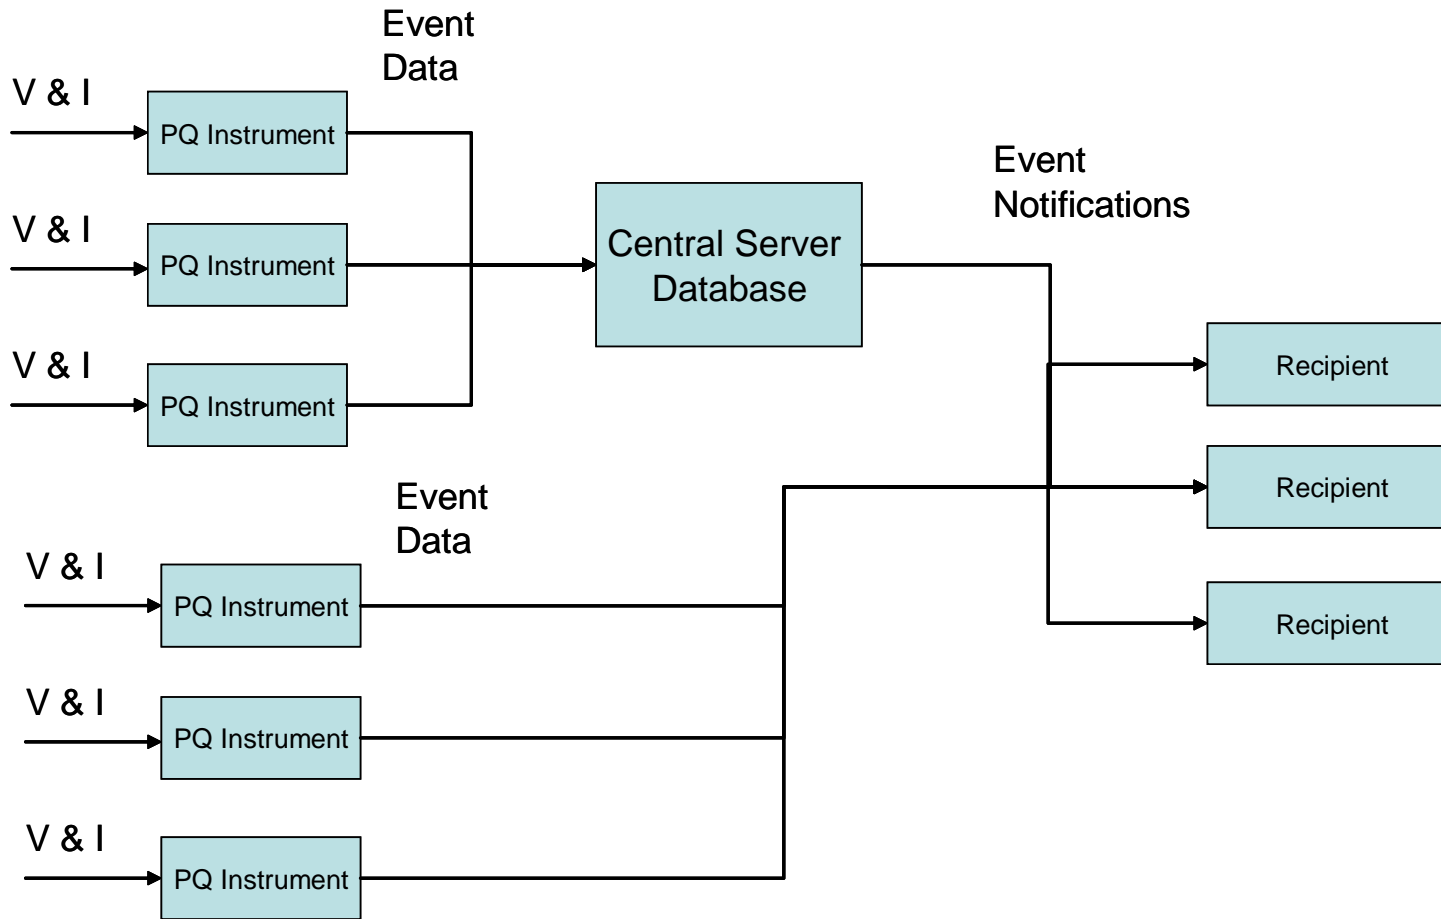 Event
Data
V & I
PQ Instrument
V & I
PQ Instrument
V & I
PQ Instrument
Central Server
Database
Event
Notifications
Recipient
Recipient
Recipient
Event
Data
V & I
PQ Instrument
V & I
PQ Instrument
V & I
PQ Instrument